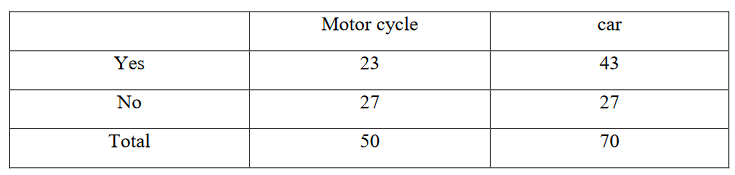 Motor cycle car
Yes 23 43
No 27 27
Total 50 70